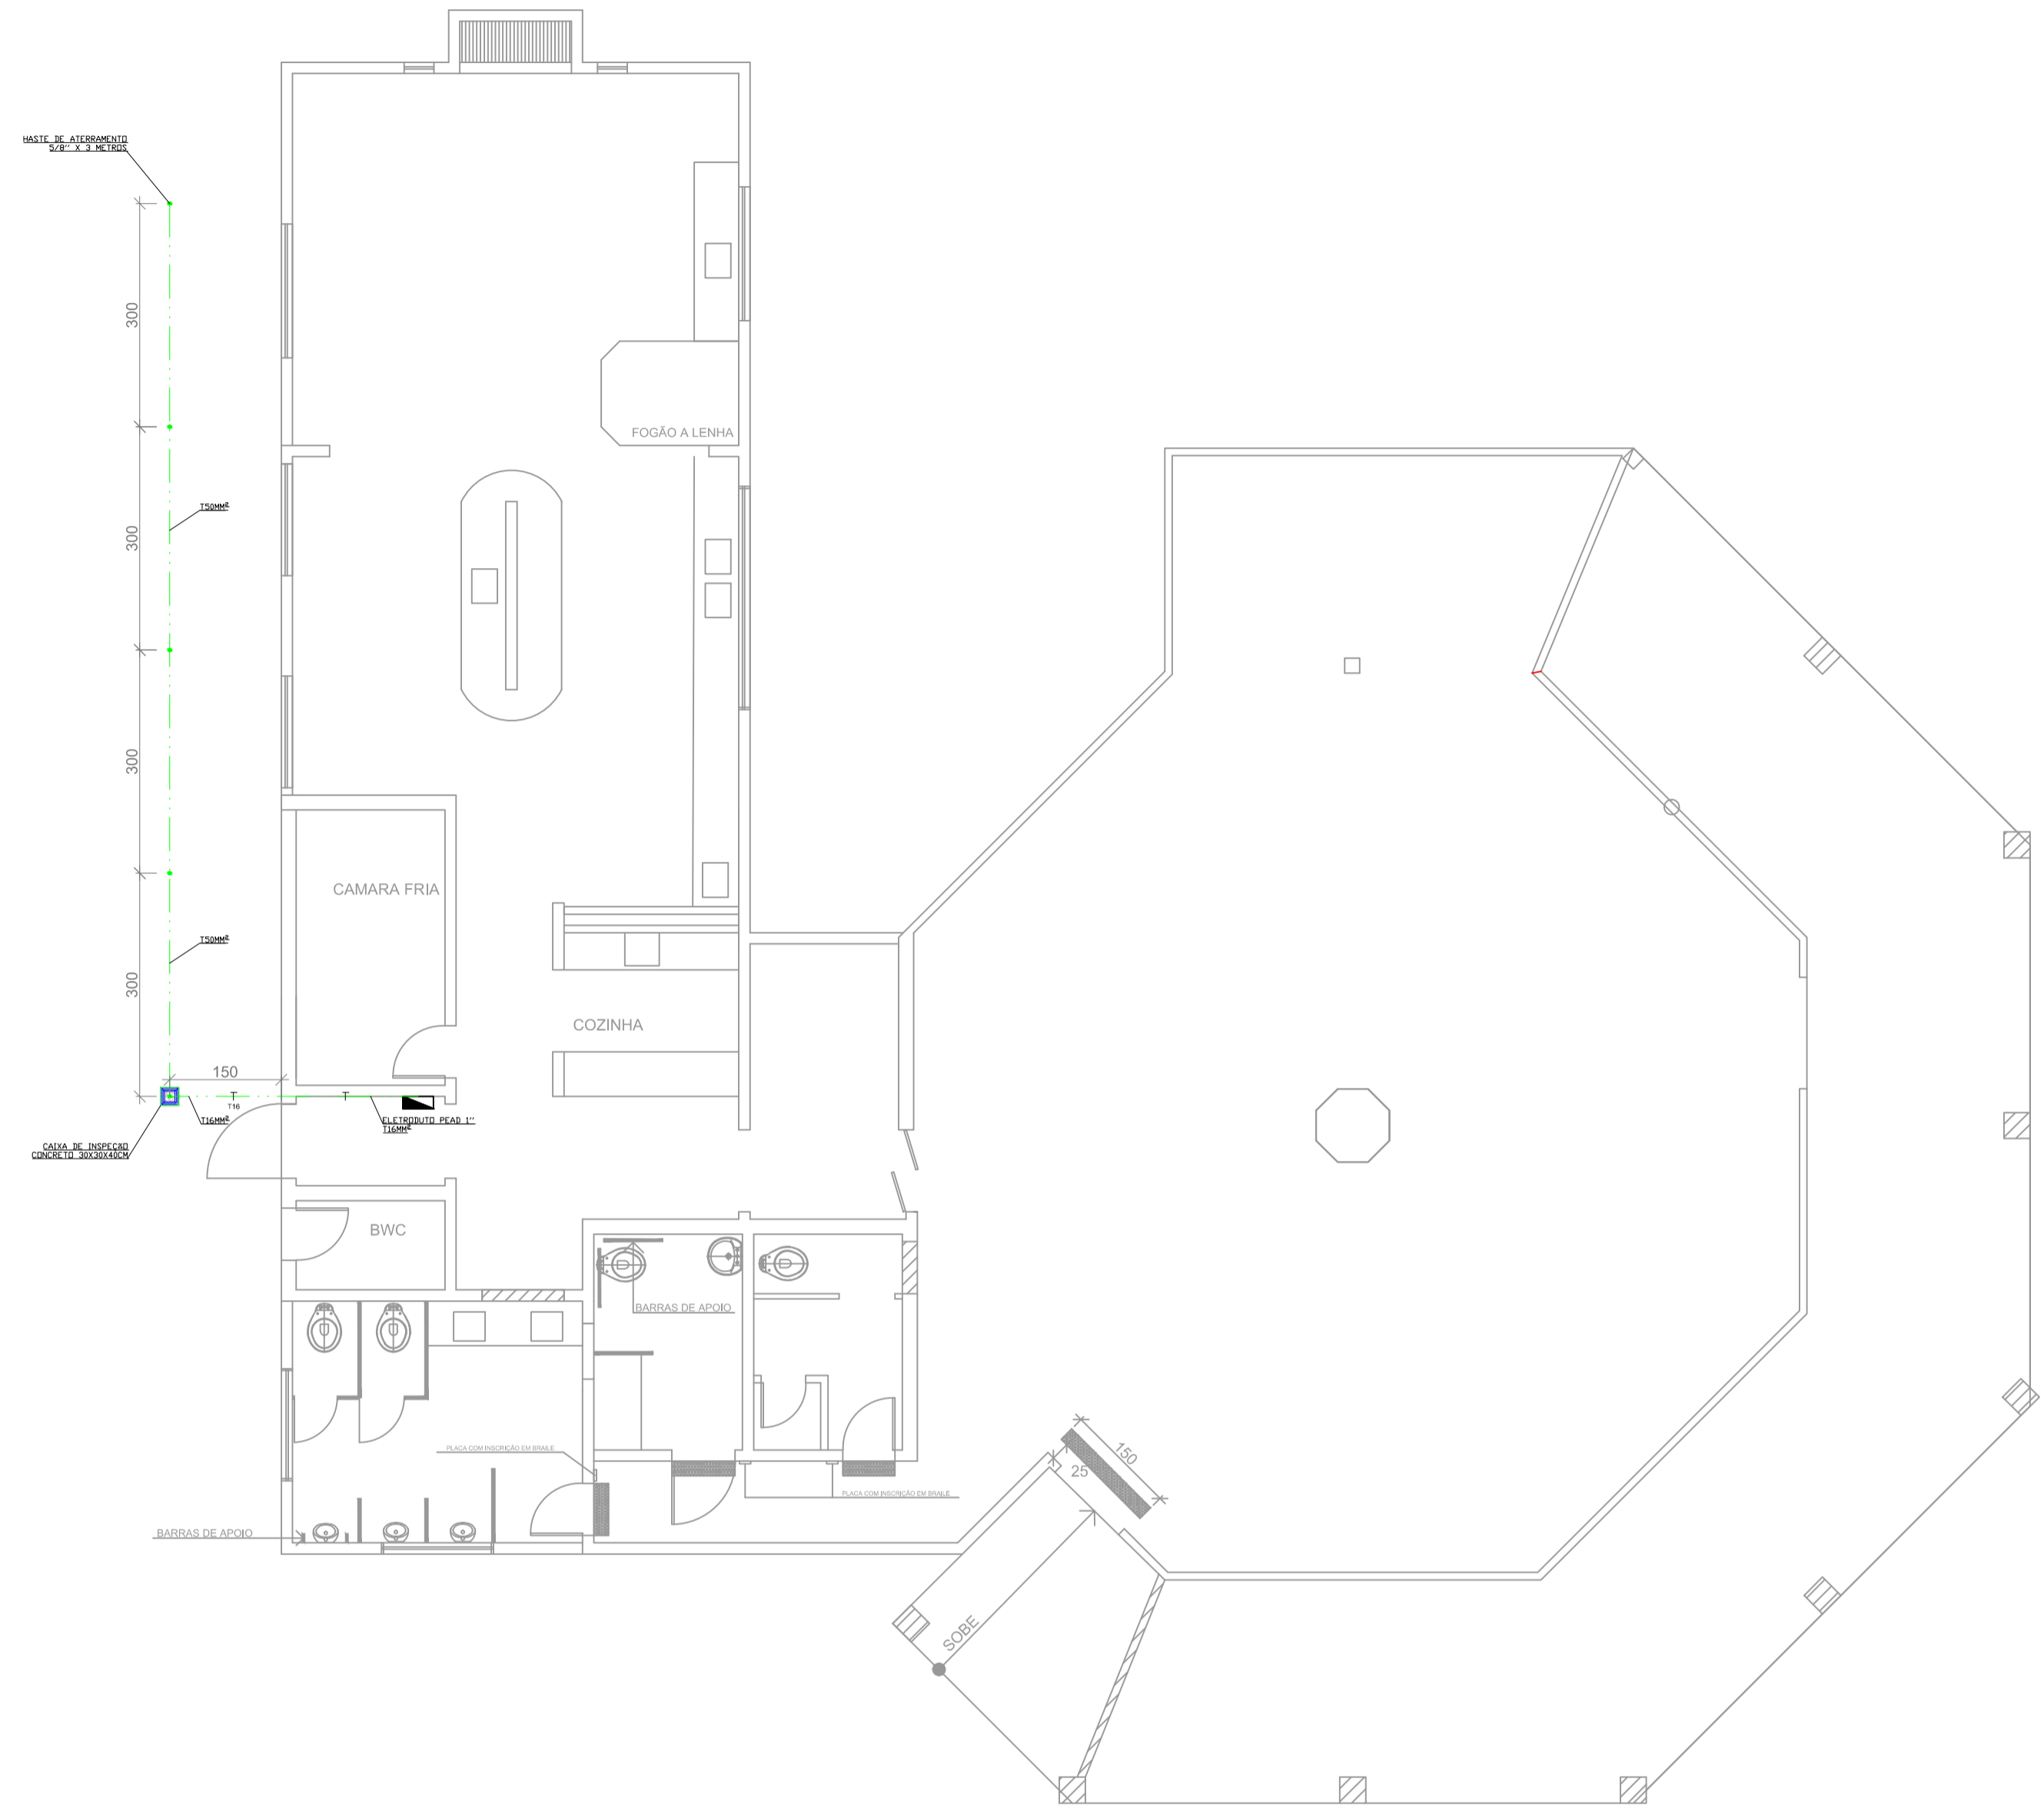 HASTE DE ATERRAMENTO
5/8'' X 3 METROS
300
FOGÃO A LENHA
300
T50MM²
300
CAMARA FRIA
T50MM²
300
COZINHA
150
T
T
T16
T16MM²
ELETRODUTO PEAD 1''
T16MM²
CAIXA DE INSPEÇÃO
CONCRETO 30X30X40CM
BWC
BARRAS DE APOIO
PLACA COM INSCRIÇÃO EM BRAILE
150
25
PLACA COM INSCRIÇÃO EM BRAILE
BARRAS DE APOIO
SOBE